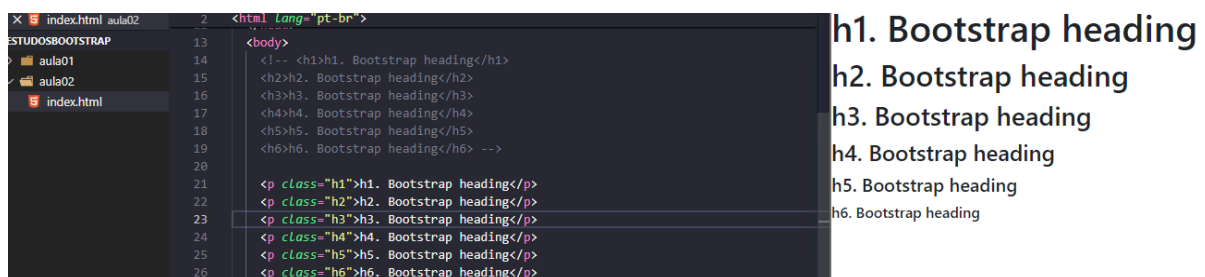 index.html aula02
ESTUDOSBOOTSTRAP
aula01
aula02
index.html
2 <html lang="pt-br">
13 <body>
14 <!-- <h1>h1. Bootstrap heading</h1>
15 <h2>h2. Bootstrap heading</h2>
16 <h3>h3. Bootstrap heading</h3>
17 <h4>h4. Bootstrap heading</h4>
18 <h5>h5. Bootstrap heading</h5>
19 <h6>h6. Bootstrap heading</h6> -->
20
21 <p class="h1">h1. Bootstrap heading</p>
22 <p class="h2">h2. Bootstrap heading</p>
23 <p class="h3">h3. Bootstrap heading</p>
24 <p class="h4">h4. Bootstrap heading</p>
25 <p class="h5">h5. Bootstrap heading</p>
26 <p class="h6">h6. Bootstrap heading</p>
h1. Bootstrap heading
h2. Bootstrap heading
h3. Bootstrap heading
h4. Bootstrap heading
h5. Bootstrap heading
h6. Bootstrap heading